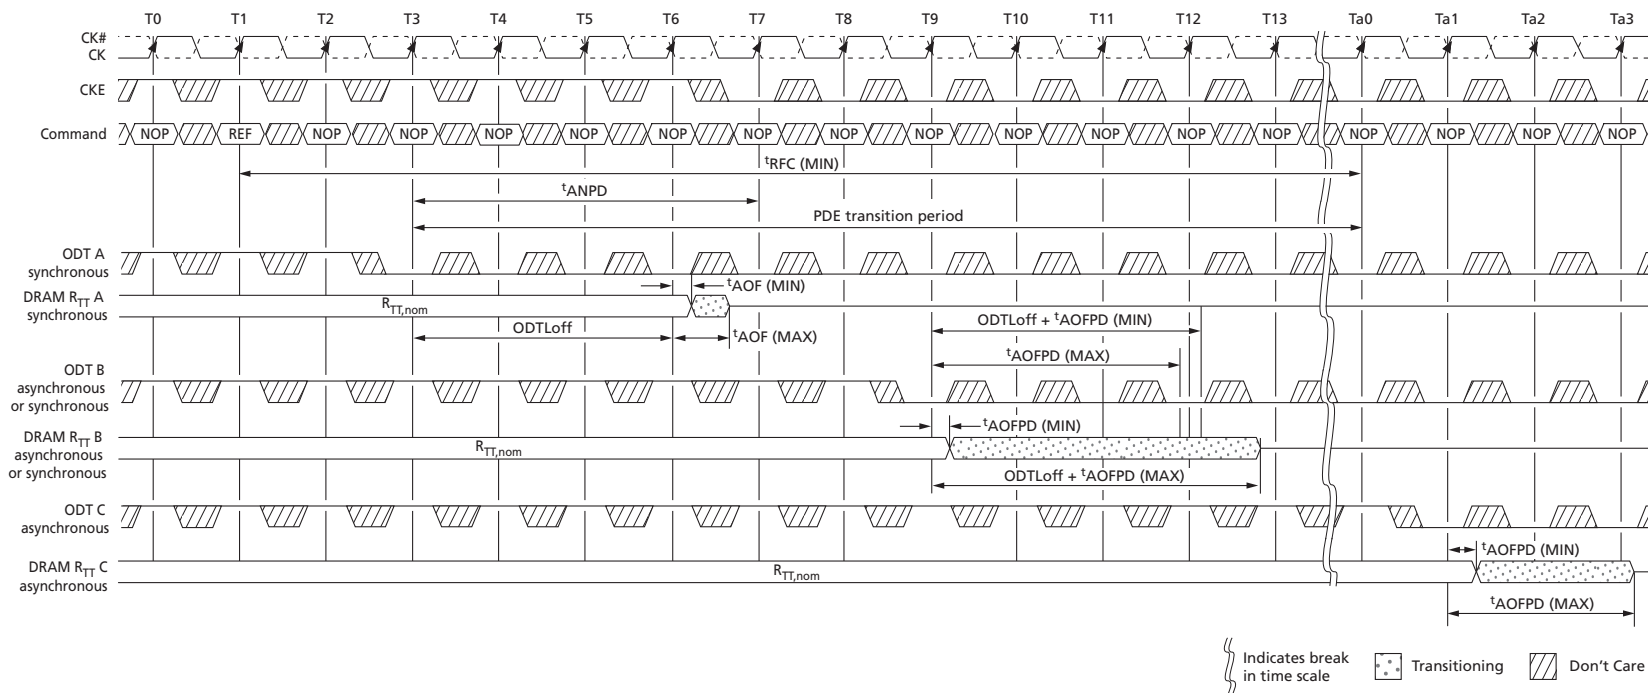 T0 T1 T2 T3 T4 T5 T6 T7 T8 T9 T10 T11 T12 T13 Ta0 Ta1 Ta2 Ta3
CK#
CK
CKE
Command NOP REF NOP NOP NOP NOP NOP NOP NOP NOP NOP NOP NOP NOP NOP NOP NOP NOP
tRFC (MIN)
tANPD
PDE transition period
ODT A
synchronous
tAOF (MIN)
DRAM RTT A
synchronous
RTT,nom
ODTLoff + tAOFPD (MIN)
ODTLoff
tAOF (MAX)
tAOFPD (MAX)
ODT B
asynchronous
or synchronous
tAOFPD (MIN)
DRAM RTT B
asynchronous
or synchronous
RTT,nom
ODTLoff + tAOFPD (MAX)
ODT C
asynchronous
tAOFPD (MIN)
DRAM RTT C
asynchronous
RTT,nom
tAOFPD (MAX)
Indicates break
in time scale
Transitioning
Don't Care